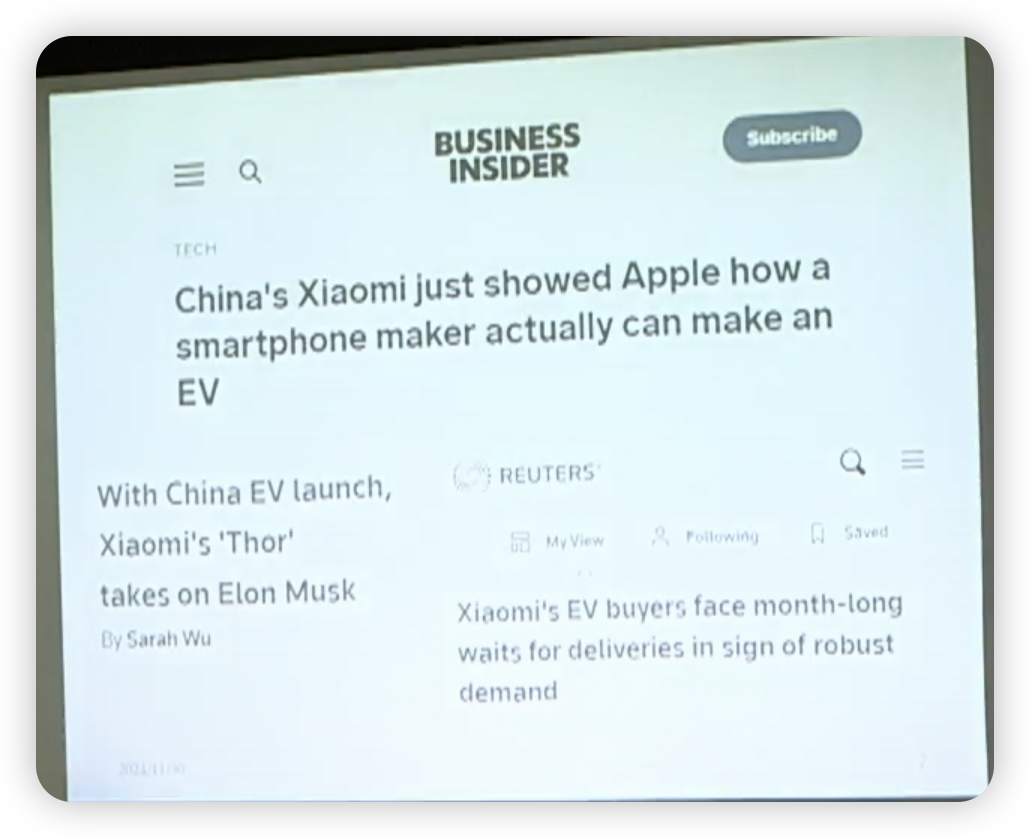 BUSINESS
INSIDER
Subscribe
TECH
China's Xiaomi just showed Apple how a
smartphone maker actually can make an
EV
With China EV launch,
Xiaomi's 'Thor'
takes on Elon Musk
By Sarah Wu
REUTERS
My View
Following
Saved
Xiaomi's EV buyers face month-long
waits for deliveries in sign of robust
demand